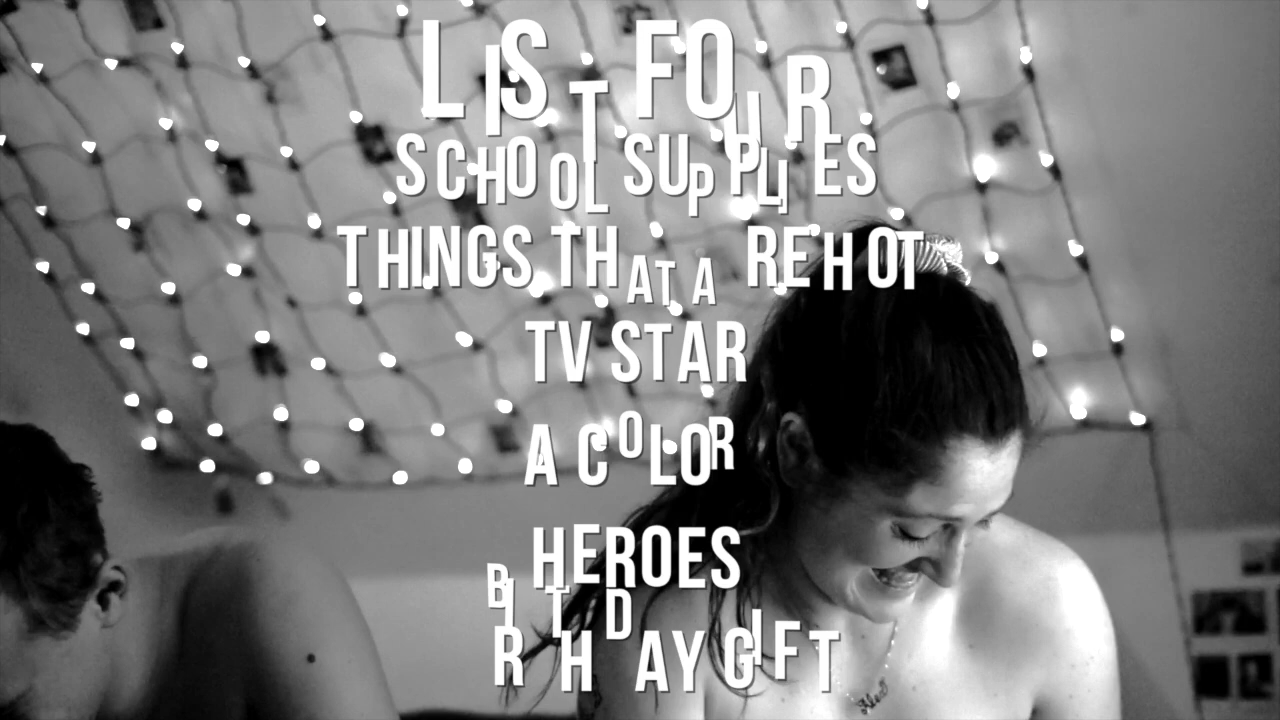 LIST FOUR
SCHOOL SUPPLIES
THINGS THAT ARE HOT
TV STAR
A COLOR
HEROES
BIRTHDAY GIFT